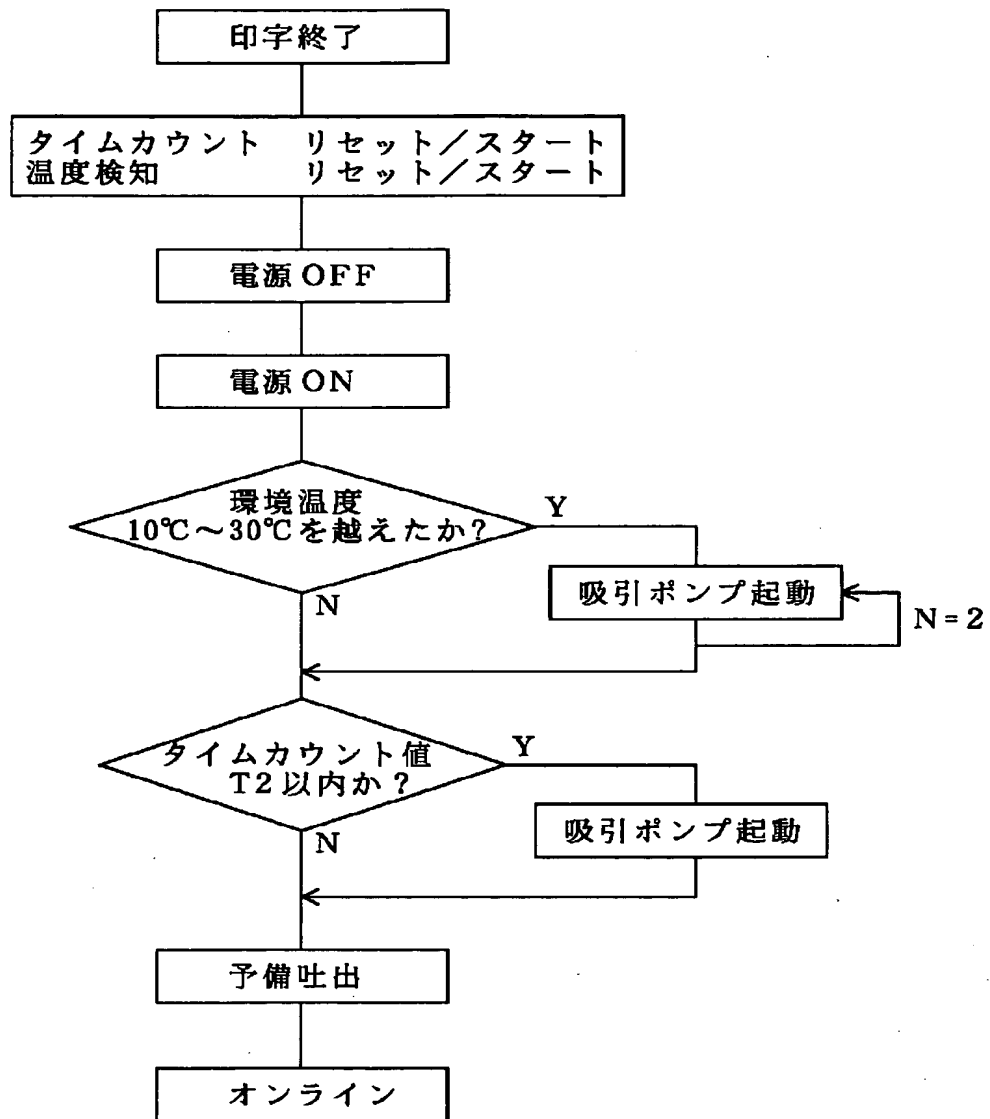 印字終了
タイムカウント リセット/スタート
温度検知 リセット/スタート
電源OFF
電源ON
環境温度
10℃~30℃を越えたか?
Y
N
吸引ポンプ起動
N=2
タイムカウント値
T2以内か?
Y
N
吸引ポンプ起動
予備吐出
オンライン